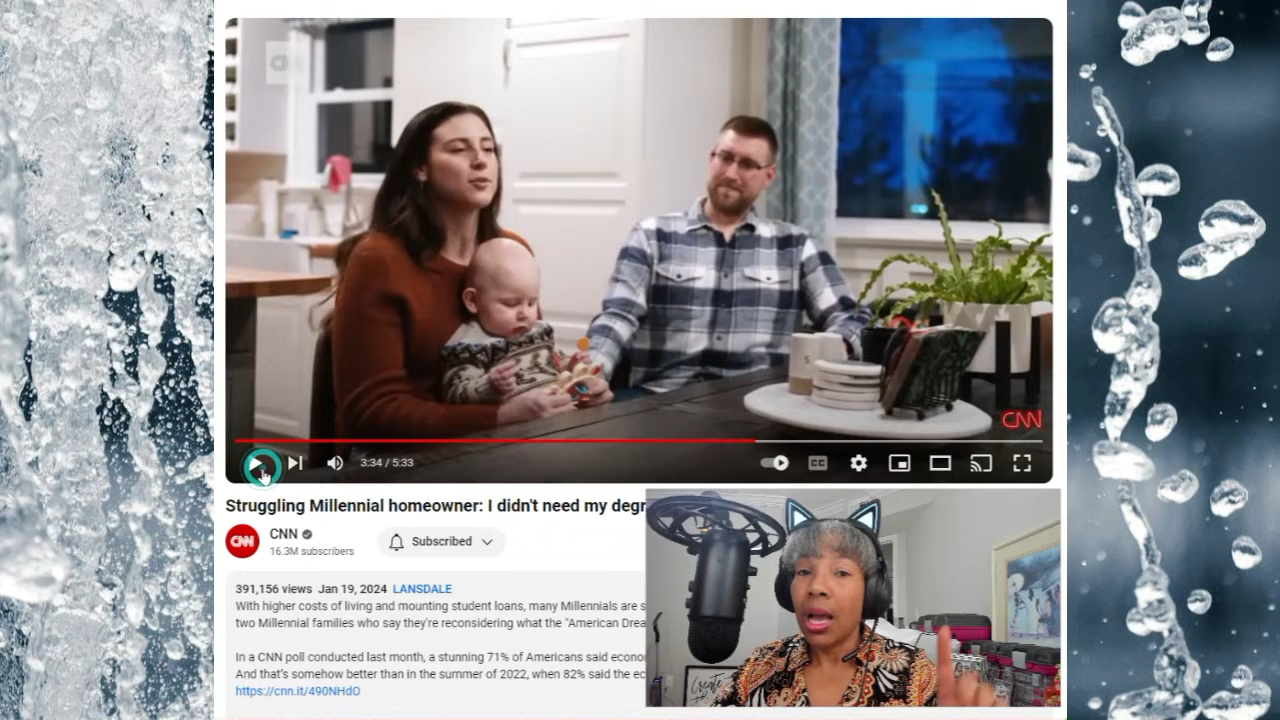 S
CNN
3:34 / 5:33
CC
Struggling Millennial homeowner: I didn't need my degr
CNN
CNN
16.3M subscribers
Subscribed
391,156 views Jan 19, 2024 LANSDALE
With higher costs of living and mounting student loans, many Millennials are s
two Millennial families who say they're reconsidering what the "American Drea
In a CNN poll conducted last month, a stunning 71% of Americans said econo
And that's somehow better than in the summer of 2022, when 82% said the ec
https://cnn.it/490NHdO
Create